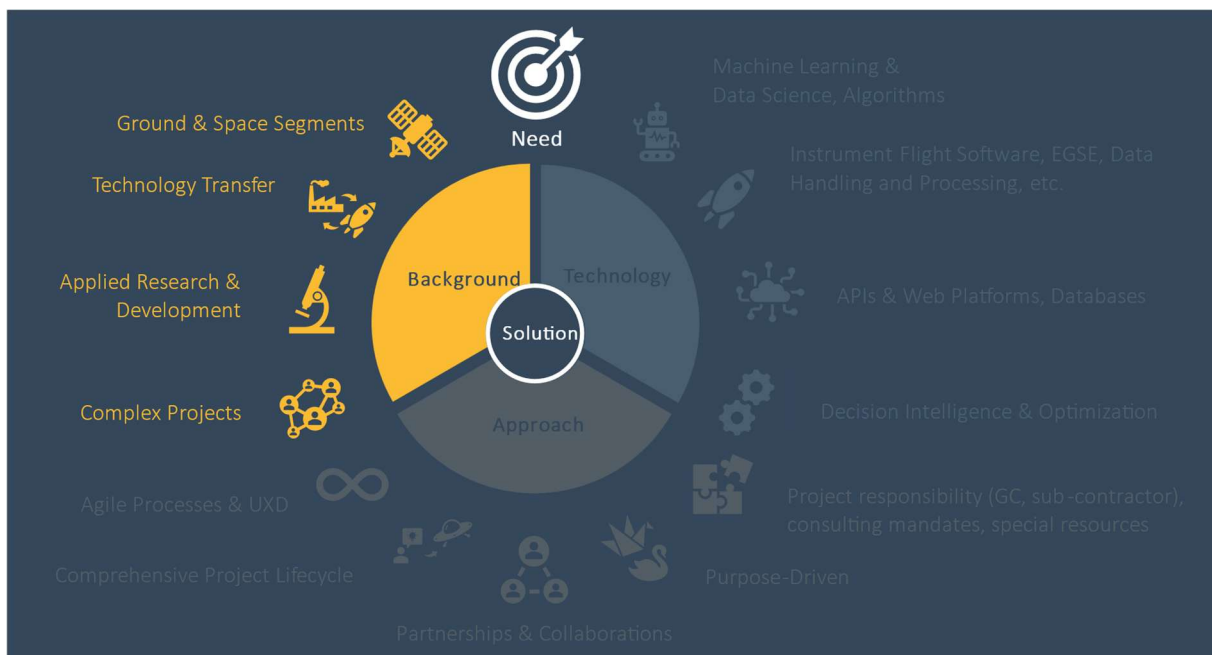 Need
Ground & Space Segments
Technology Transfer
Applied Research &
Development
Complex Projects
Background
Technology
Solution
Approach
Machine Learning &
Data Science, Algorithms
Instrument Flight Software, EGSE, Data
Handling and Processing, etc.
APIs & Web Platforms, Databases
Decision Intelligence & Optimization
Project responsibility (GC, sub-contractor),
consulting mandates, special resources
Purpose-Driven
Partnerships & Collaborations
Comprehensive Project Lifecycle
Agile Processes & UXD